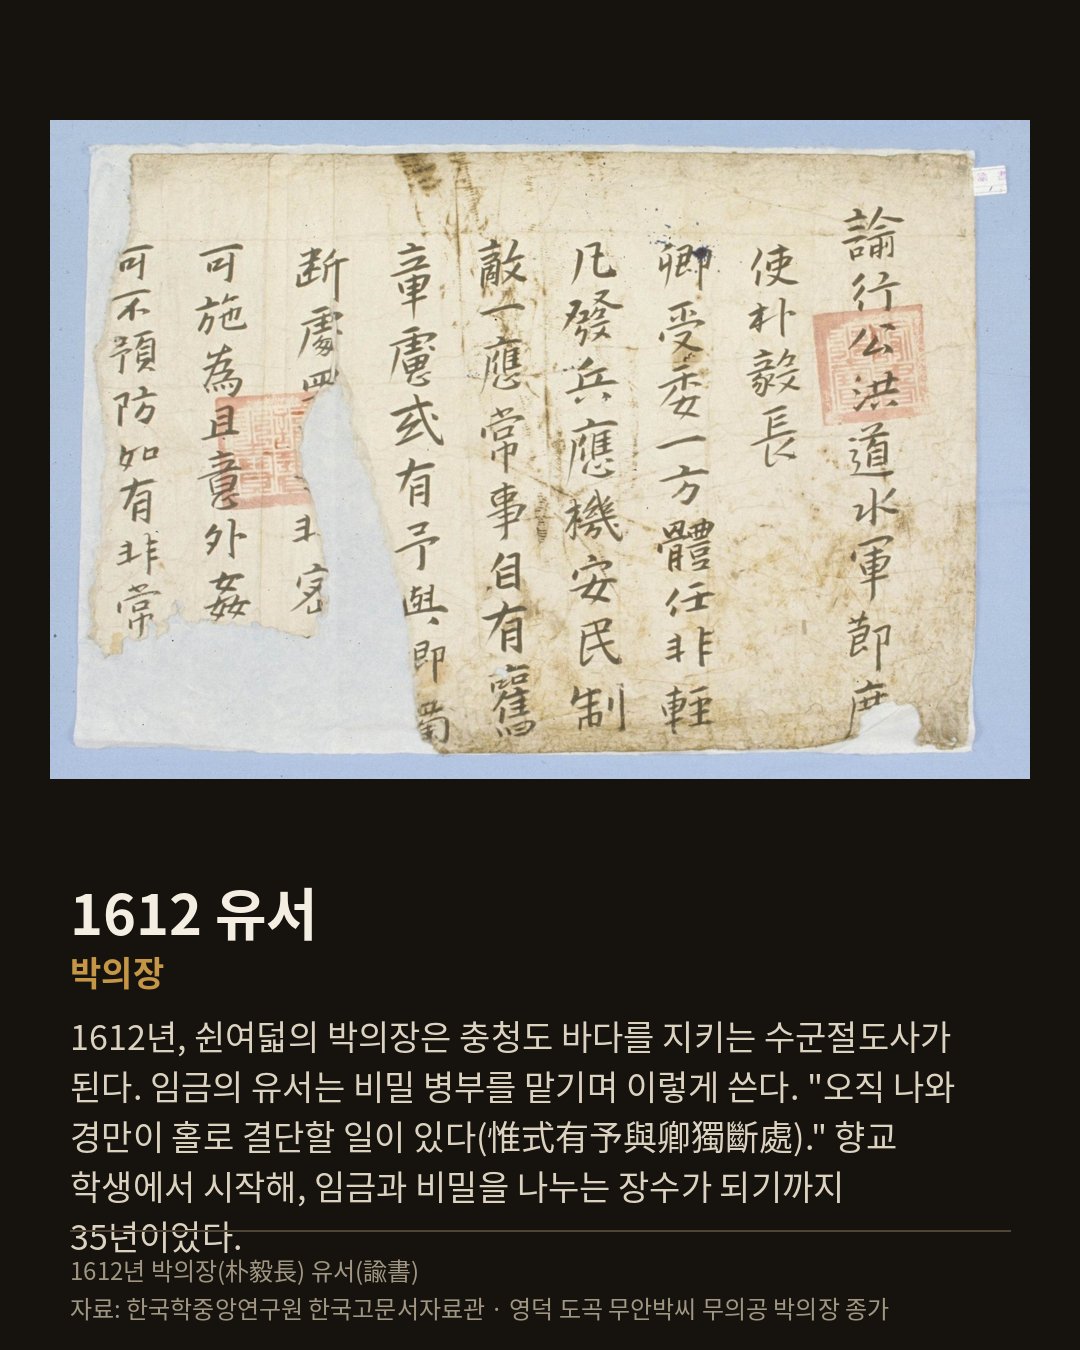 諭行公洪道水軍節度
使朴毅長
卿受委一方體任非輕
凡發兵應機安民制
敵一應常事自有舊
章慮或有予與卽獨
断處
非密
可施為且意外姦
可不預防如有非常
1612 유서
박의장
1612년, 쉰여덟의 박의장은 충청도 바다를 지키는 수군절도사가
된다. 임금의 유서는 비밀 병부를 맡기며 이렇게 쓴다. "오직 나와
경만이 홀로 결단할 일이 있다(惟式有予與卿獨斷處)." 향교
학생에서 시작해, 임금과 비밀을 나누는 장수가 되기까지
35년이었다.
1612년 박의장(朴毅長) 유서(諭書)
자료: 한국학중앙연구원 한국고문서자료관 · 영덕 도곡 무안박씨 무의공 박의장 종가